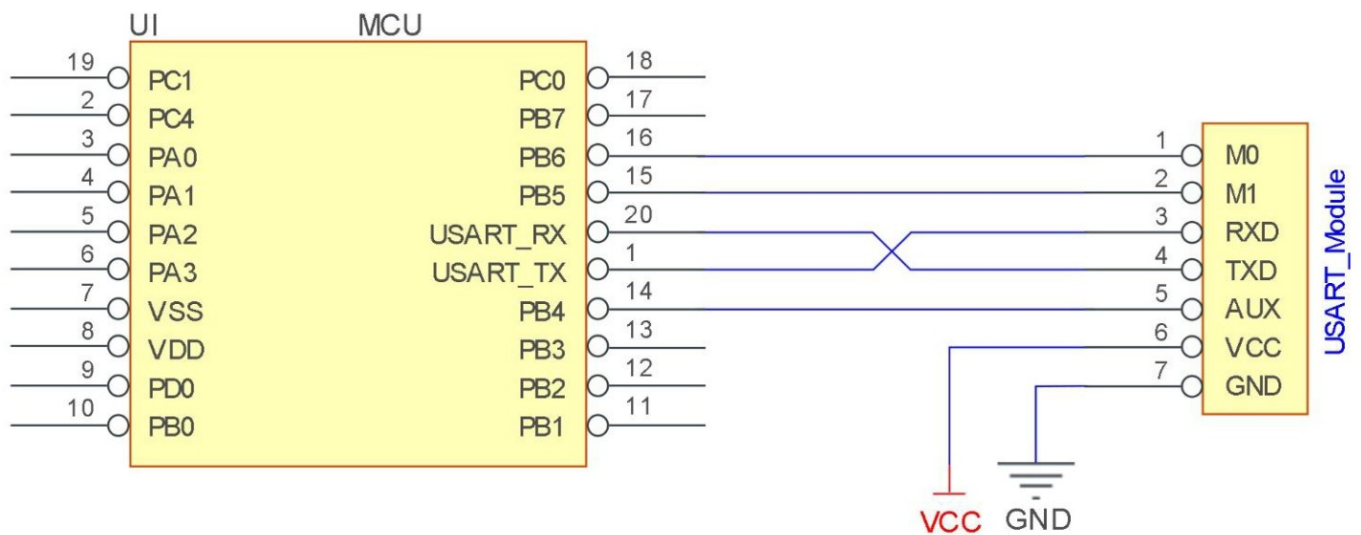 UI MCU
19 PC1 PC0 18
2 PC4 PB7 17
3 PA0 PB6 16 1 M0
4 PA1 PB5 15 2 M1
5 PA2 USART_RX 20 3 RXD
6 PA3 USART_TX 1 4 TXD
7 VSS PB4 14 5 AUX
8 VDD PB3 13 6 VCC
9 PD0 PB2 12 7 GND
10 PB0 PB1 11
USART_Module
VCC GND